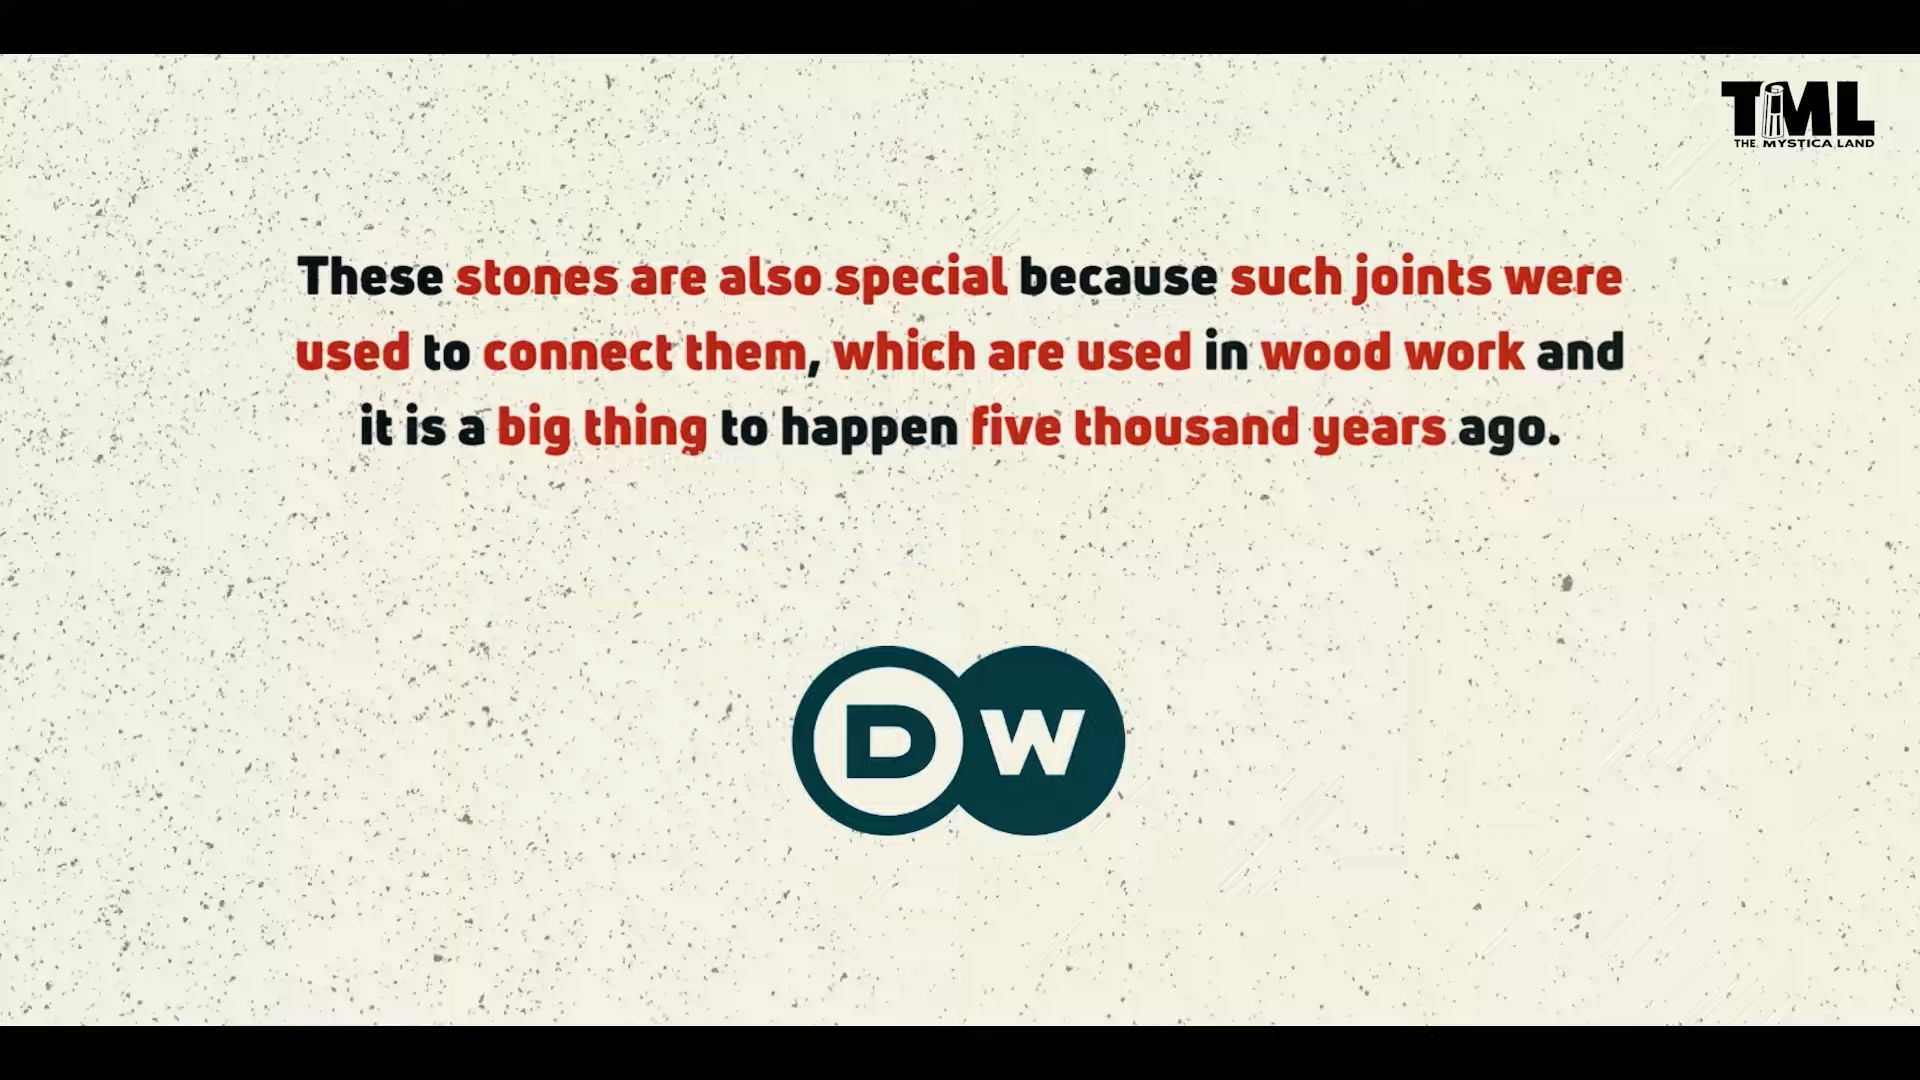 TML
THE MYSTICA LAND
These stones are also special because such joints were
used to connect them, which are used in wood work and
it is a big thing to happen five thousand years ago.
DW